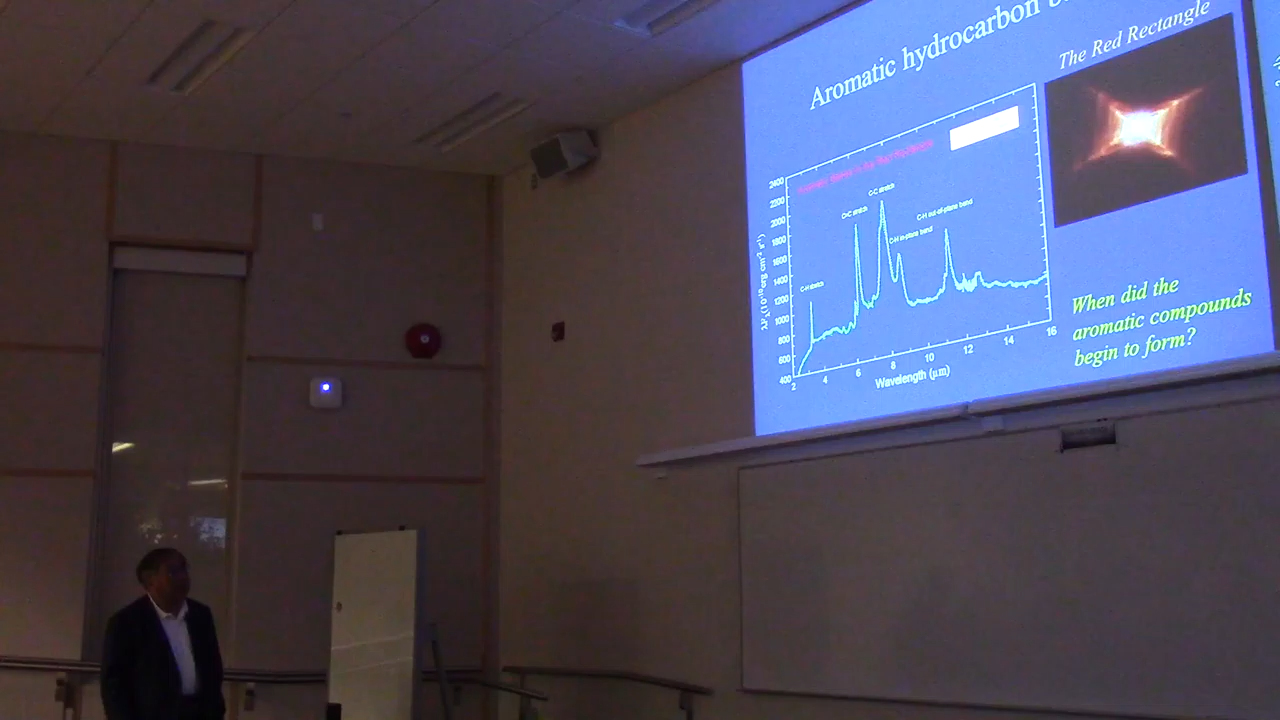 Aromatic hydrocarbon
The Red Rectangle
C-C stretch
C=C stretch
C-H out-of-plane bend
C-H in-plane bend
C-H stretch
2400
2200
2000
1800
1600
1400
1200
1000
800
600
400
2
4
6
8
10
12
14
16
Wavelength (μm)
When did the
aromatic compounds
begin to form?